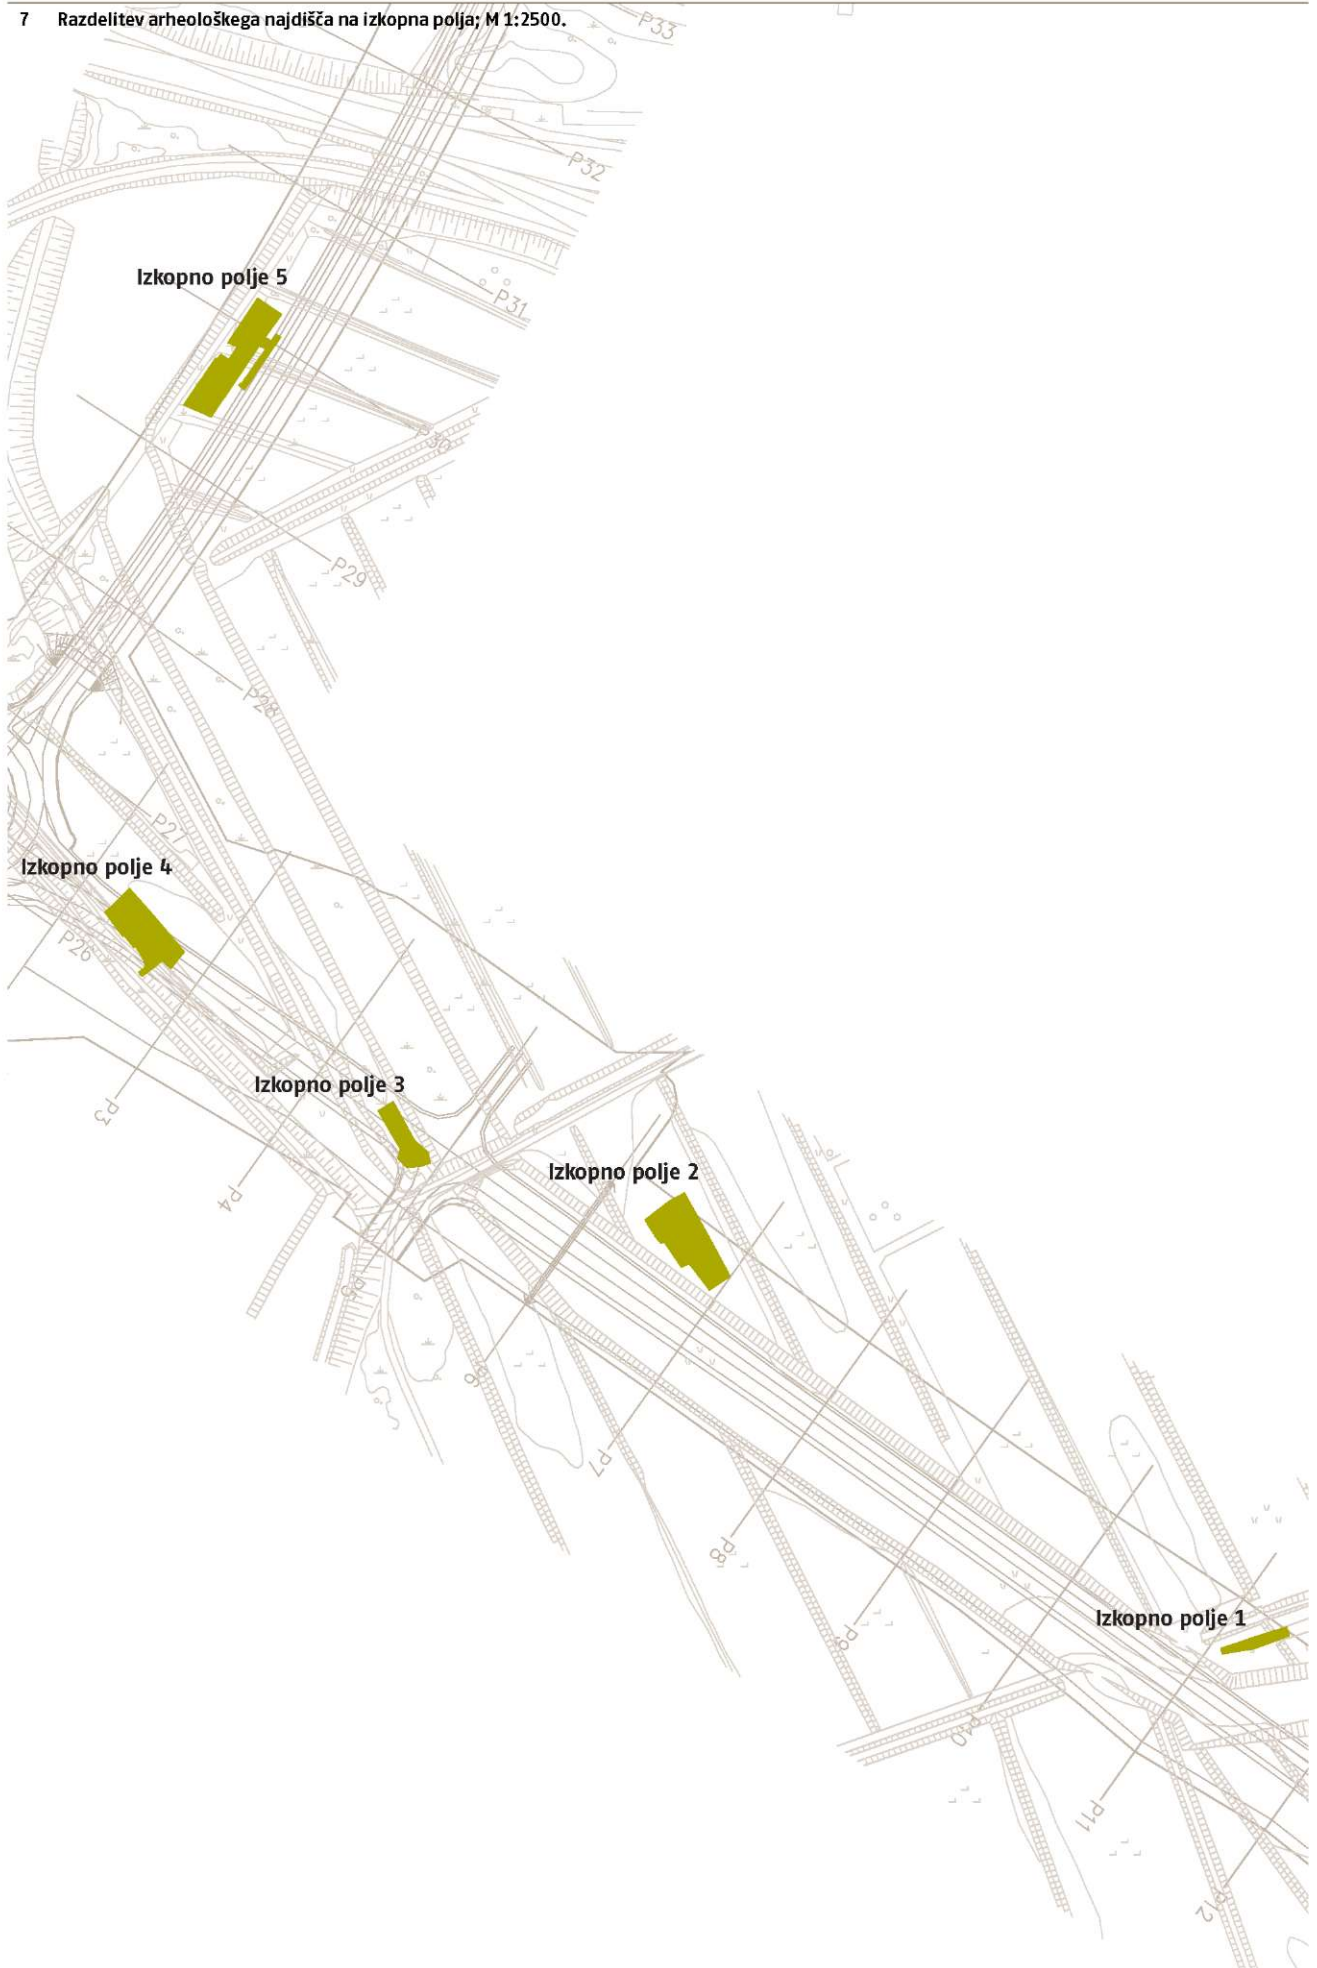 7 Razdelitev arheološkega najdišča na izkopna polja; M 1:2500.
P33
P32
Izkopno polje 5
P31
P30
P29
P28
P27
Izkopno polje 4
P26
Izkopno polje 3
P3
Izkopno polje 2
P4
P5
P6
P7
P8
Izkopno polje 1
P9
P10
P11
P12